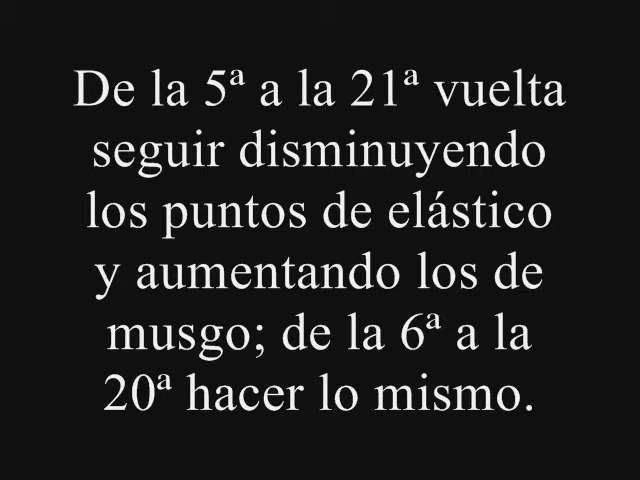 De la 5ª a la 21ª vuelta
seguir disminuyendo
los puntos de elástico
y aumentando los de
musgo; de la 6ª a la
20ª hacer lo mismo.